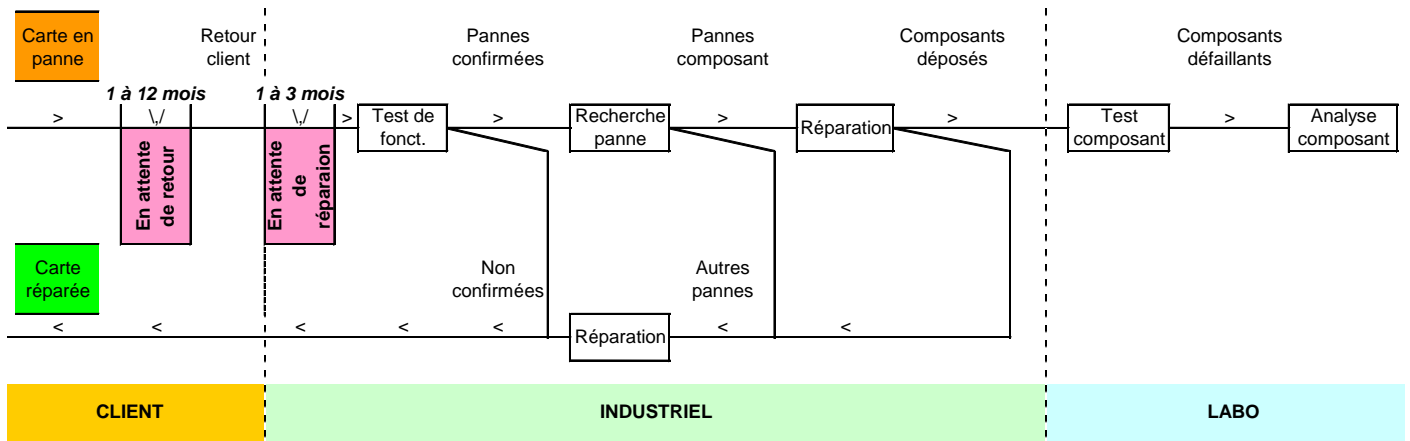 Carte en
panne
Retour
client
Pannes
confirmées
Pannes
composant
Composants
déposés
Composants
défaillants
1 à 12 mois
1 à 3 mois
> \,/ \,/ > > > > >
Test de
fonct.
Recherche
panne
Réparation
Test
composant
Analyse
composant
En attente
de retour
En attente
de
réparaion
Carte
réparée
Non
confirmées
Autres
pannes
< < < < < < <
Réparation
CLIENT
INDUSTRIEL
LABO